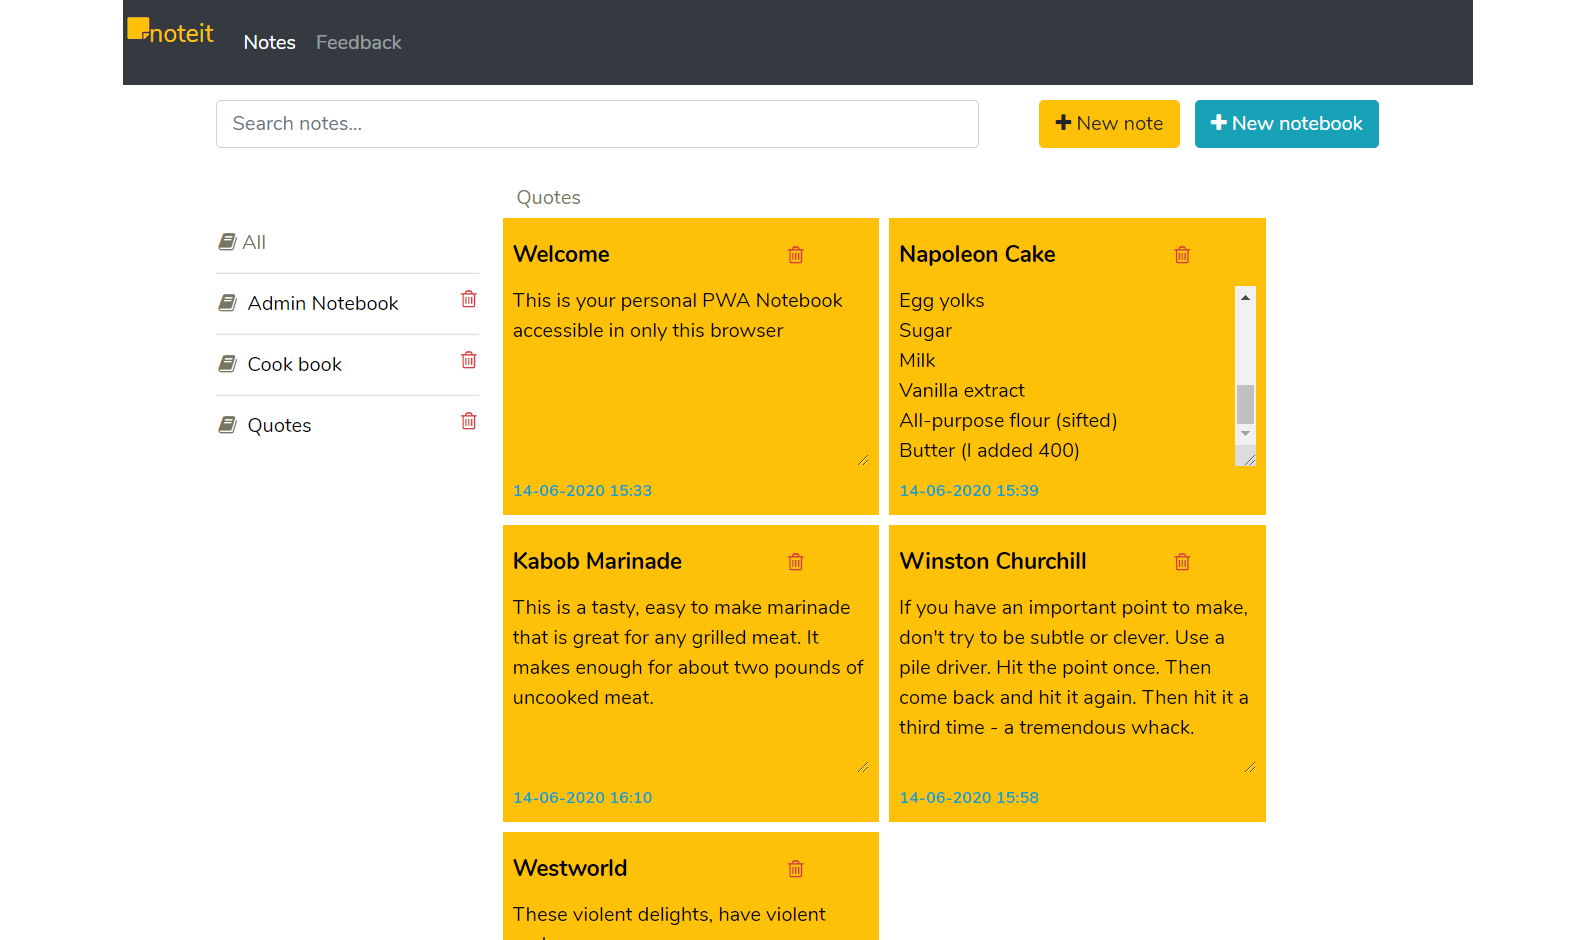 noteit
Notes
Feedback
Search notes...
New note
New notebook
All
Admin Notebook
Cook book
Quotes
Quotes
Welcome
This is your personal PWA Notebook
accessible in only this browser
14-06-2020 15:33
Napoleon Cake
Egg yolks
Sugar
Milk
Vanilla extract
All-purpose flour (sifted)
Butter (I added 400)
14-06-2020 15:39
Kabob Marinade
This is a tasty, easy to make marinade
that is great for any grilled meat. It
makes enough for about two pounds of
uncooked meat.
14-06-2020 16:10
Winston Churchill
If you have an important point to make,
don't try to be subtle or clever. Use a
pile driver. Hit the point once. Then
come back and hit it again. Then hit it a
third time - a tremendous whack.
14-06-2020 15:58
Westworld
These violent delights, have violent